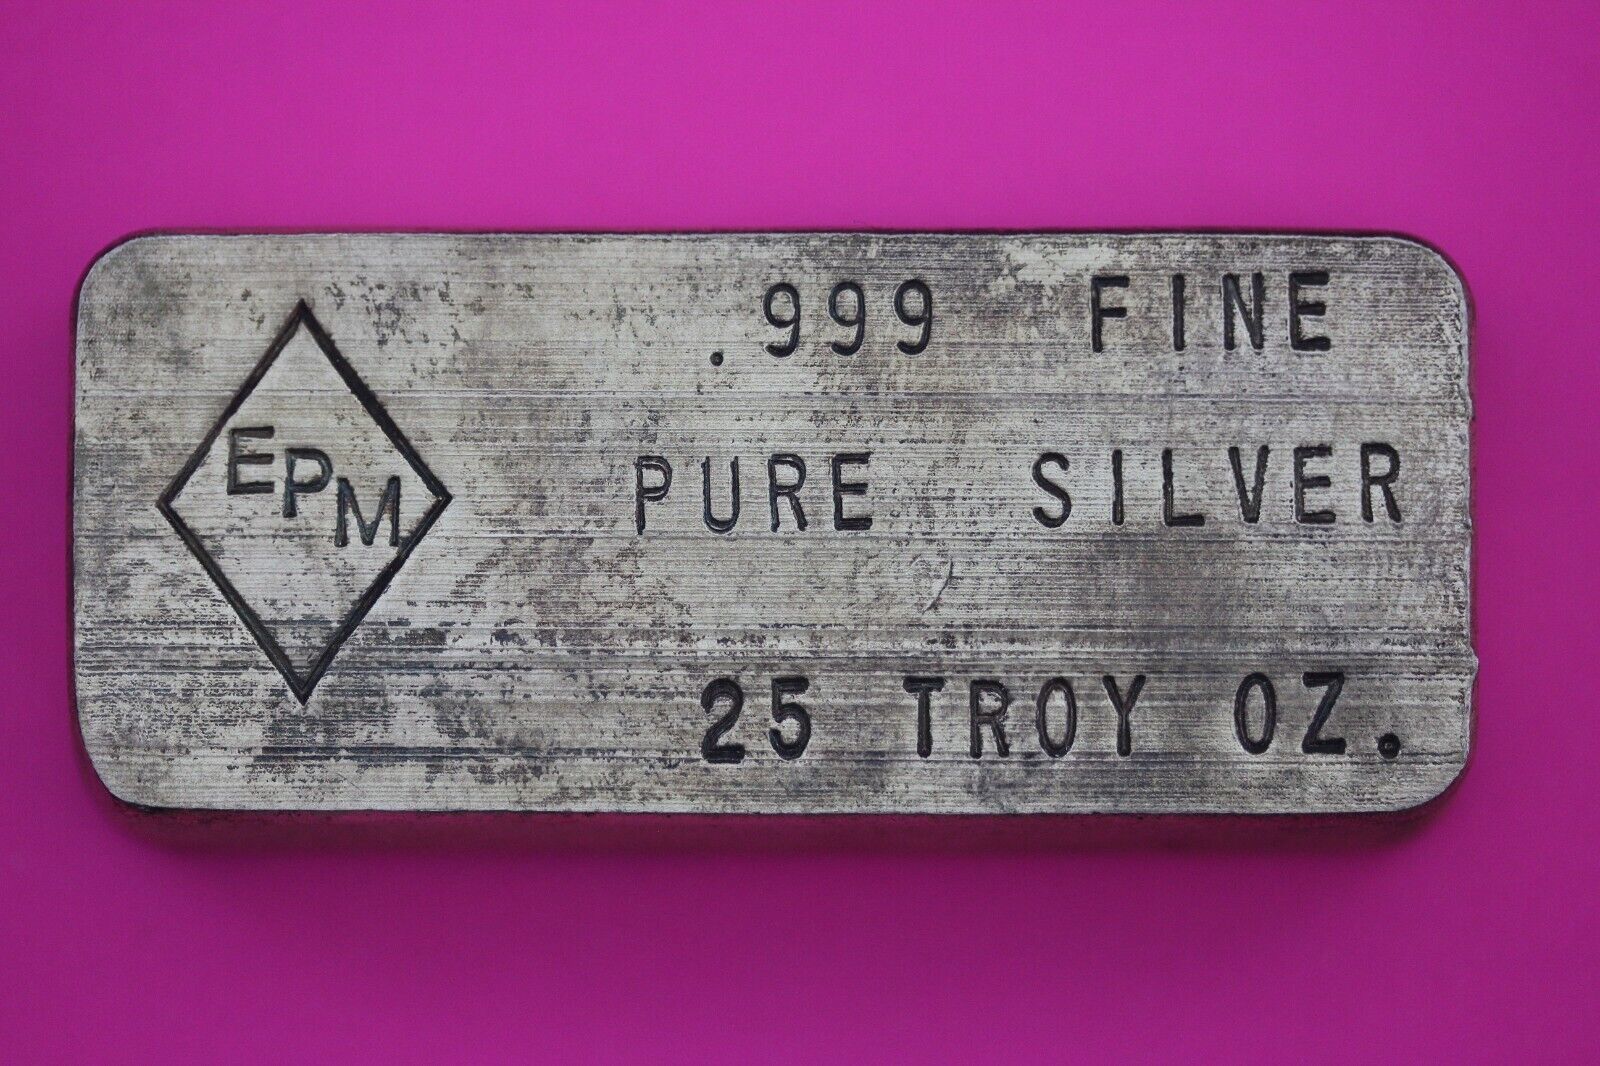 EPM
.999 FINE
PURE SILVER
25 TROY OZ.